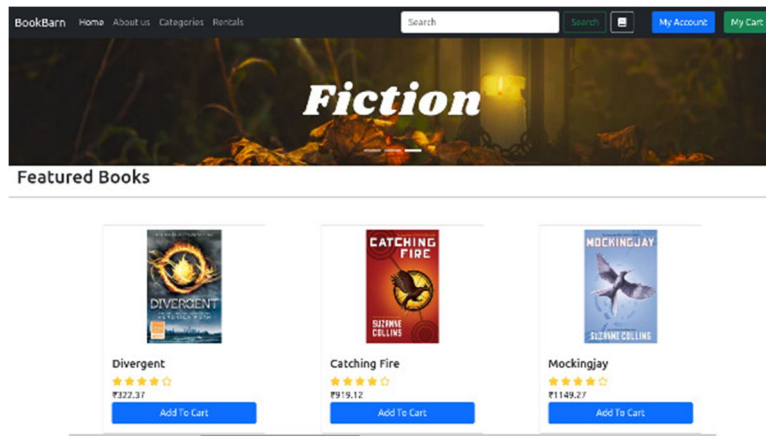 BookBarn Home About us Categories Rentals Search Search My Account My Cart
Fiction
Featured Books
DIVERGENT
VERONICA ROTH
CATCHING
FIRE
SUZANNE
COLLINS
MOCKINGJAY
SUZANNE COLLINS
Divergent
Catching Fire
Mockingjay
₹322.37
₹919.12
₹1149.27
Add To Cart
Add To Cart
Add To Cart